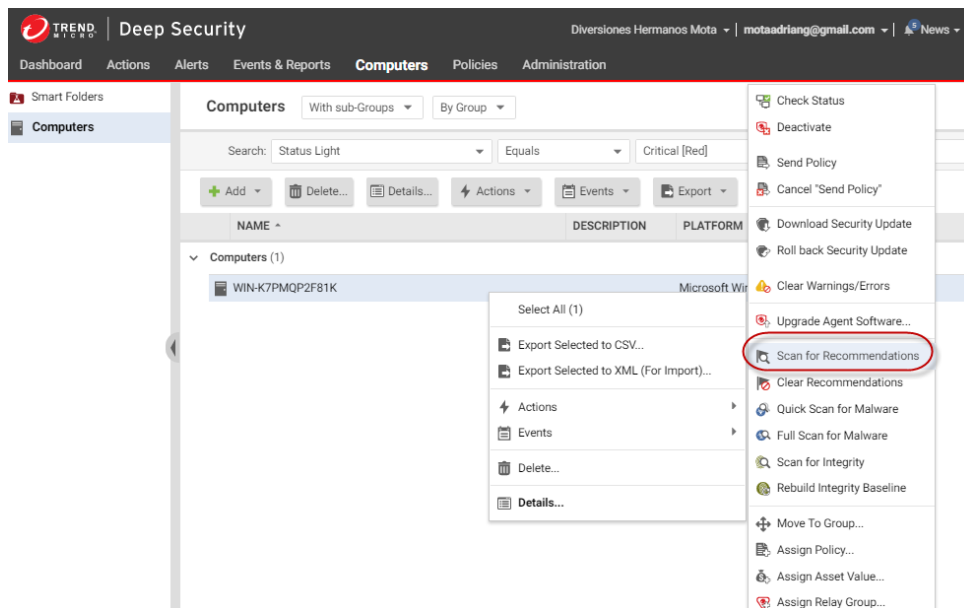 TREND MICRO Deep Security Diversiones Hermanos Mota motaadriang@gmail.com 5 News
Dashboard Actions Alerts Events & Reports Computers Policies Administration
Smart Folders
Computers
Computers With sub-Groups By Group
Search: Status Light Equals Critical [Red]
Add Delete... Details... Actions Events Export
NAME DESCRIPTION PLATFORM
Computers (1)
WIN-K7PMQP2F81K Microsoft Wi
Select All (1)
Export Selected to CSV...
Export Selected to XML (For Import)...
Actions
Events
Delete...
Details...
Check Status
Deactivate
Send Policy
Cancel "Send Policy"
Download Security Update
Roll back Security Update
Clear Warnings/Errors
Upgrade Agent Software...
Scan for Recommendations
Clear Recommendations
Quick Scan for Malware
Full Scan for Malware
Scan for Integrity
Rebuild Integrity Baseline
Move To Group...
Assign Policy...
Assign Asset Value...
Assign Relay Group...